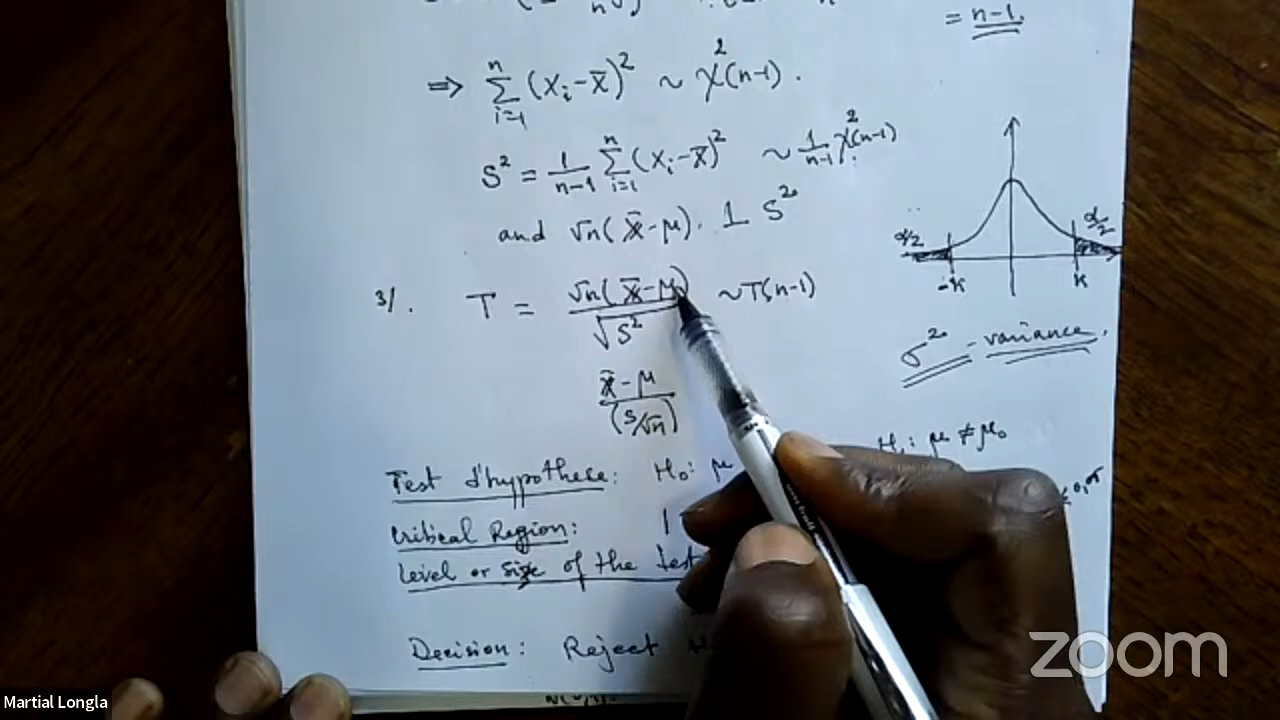 = n-1.
⇒ n Σ i=1 (Xi - X̄)² ~ χ²(n-1).
S² = 1/n-1 n Σ i=1 (Xi - X̄)² ~ 1/n-1 χ²(n-1)
and √n(X̄ - μ). ⊥ S²
α/2 α/2
-K K
3/. T = √n(X̄ - μ) / √S² ~ T(n-1)
σ² - variance.
X̄ - μ / (S/√n)
Test d'hypothese: H₀: μ : μ ≠ μ₀
Critical Region:
Level or size of the test
Decision: Reject
zoom
Martial Longla